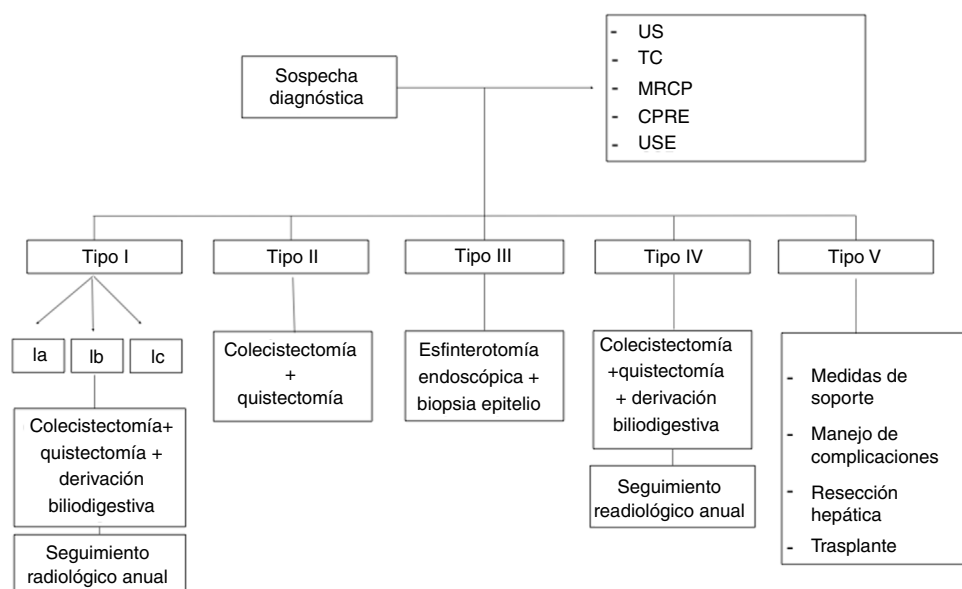 Sospecha
diagnóstica
- US
- TC
- MRCP
- CPRE
- USE
Tipo I
Tipo II
Tipo III
Tipo IV
Tipo V
Ia
Ib
Ic
Colecistectomía+
quistectomía +
derivación
biliodigestiva
Seguimiento
radiológico anual
Colecistectomía
+
quistectomía
Esfinterotomía
endoscópica +
biopsia epitelio
Colecistectomía
+quistectomía
+ derivación
biliodigestiva
Seguimiento
readiológico anual
- Medidas de
soporte
- Manejo de
complicaciones
- Resección
hepática
- Trasplante